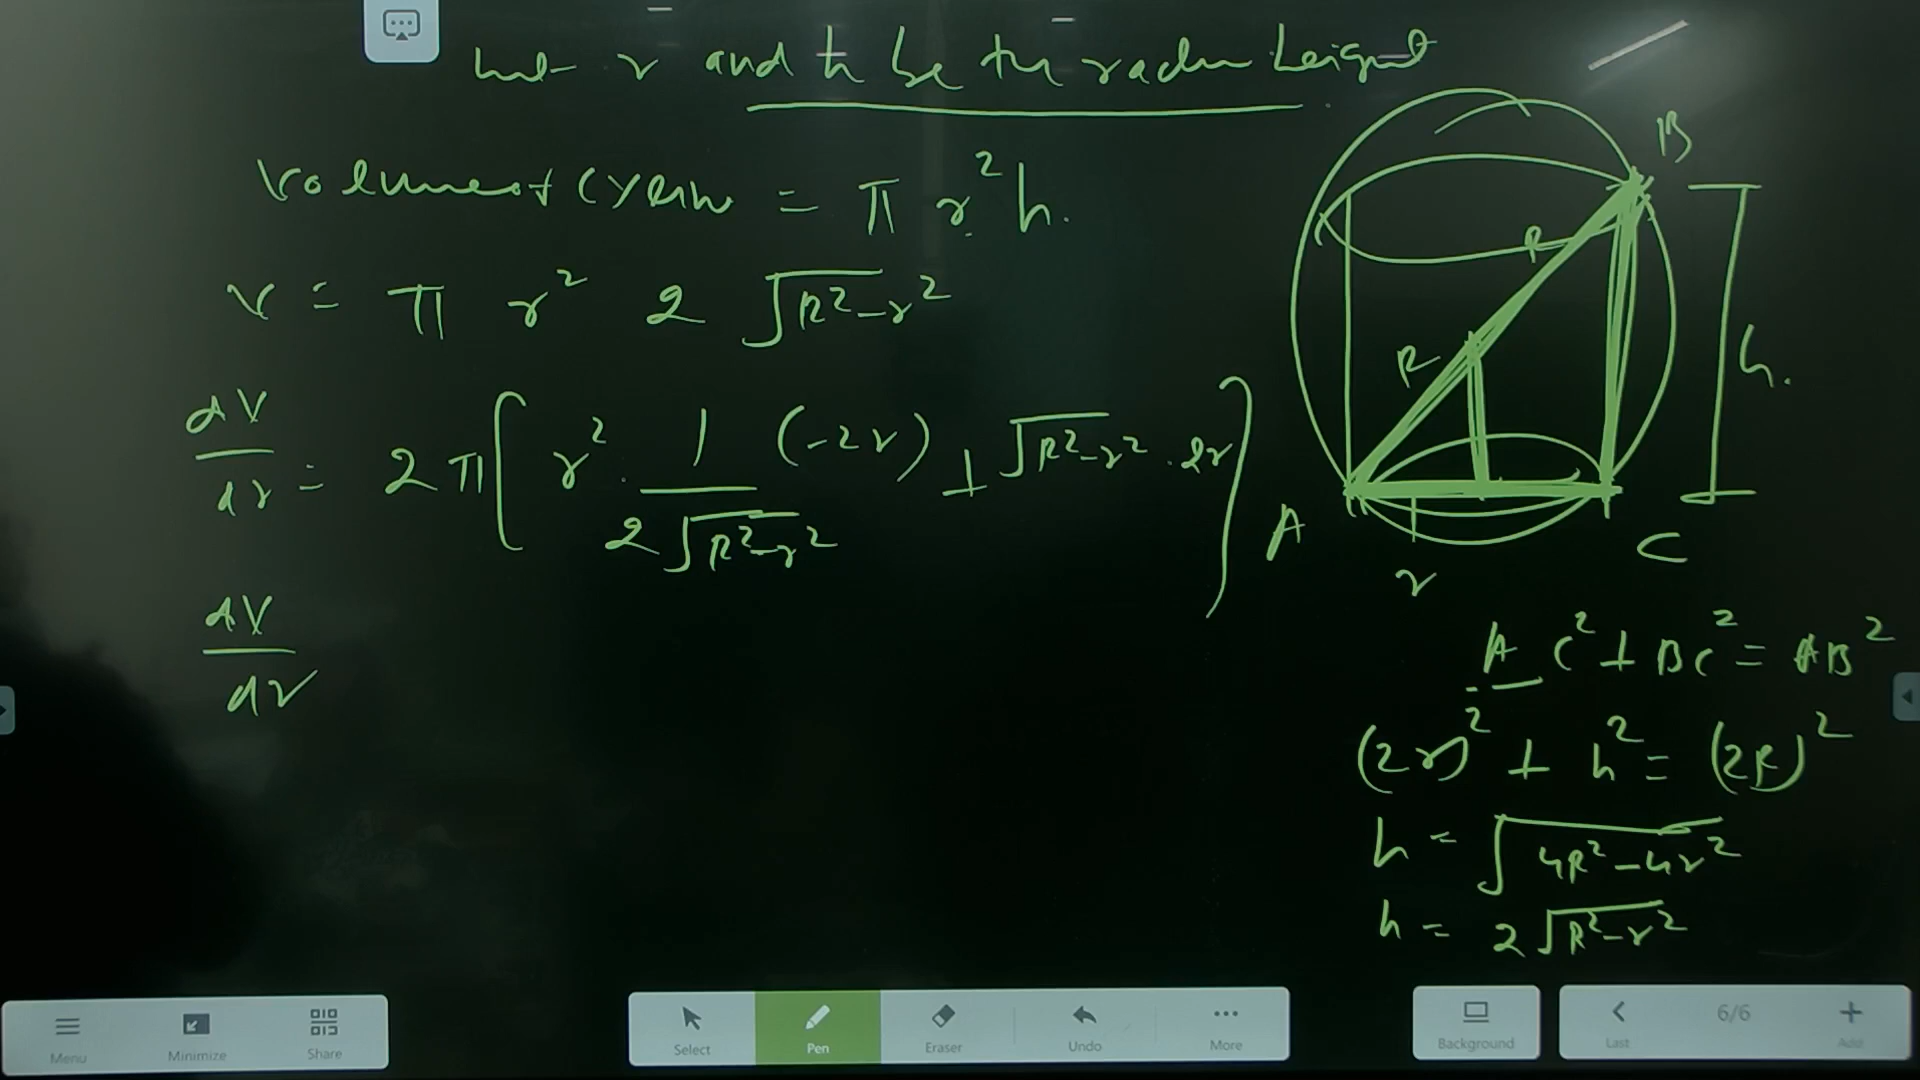 Let r and h be the radiu height
Volume of Cylin = π r² h.
V = π r² 2 √R²-r²
dV/dr = 2π[ r² · 1/2√R²-r² (-2r) + √R²-r² · 2r ]
dV/dr
B
R
R
h.
A
C
r
AC² + BC² = AB²
(2r)² + h² = (2R)²
h = √4R²-4r²
h = 2√R²-r²
Menu
Minimize
Share
Select
Pen
Eraser
Undo
More
Background
Last
6/6
Add